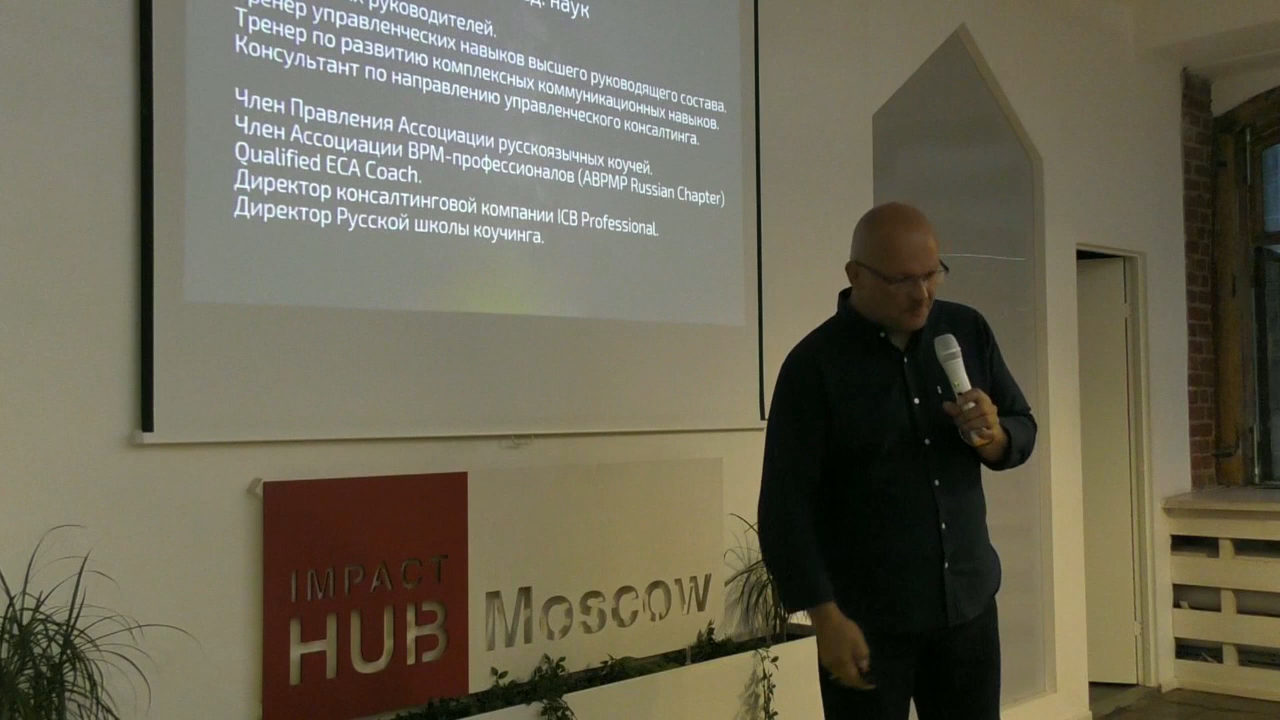 наук
руководителей.
Тренер управленческих навыков высшего руководящего состава.
Тренер по развитию комплексных коммуникационных навыков.
Консультант по направлению управленческого консалтинга.
Член Правления Ассоциации русскоязычных коучей.
Член Ассоциации BPM-профессионалов (ABPMP Russian Chapter)
Qualified ECA Coach.
Директор консалтинговой компании ICB Professional.
Директор Русской школы коучинга.
IMPACT
HUB
Moscow